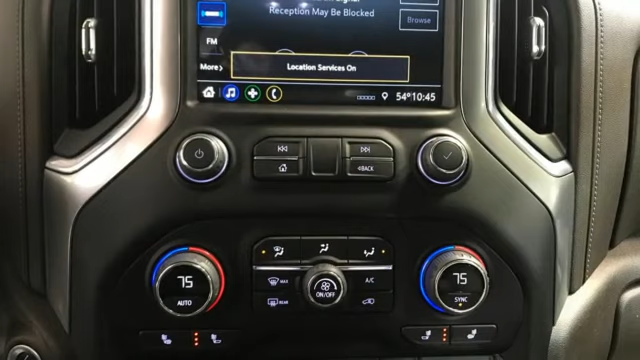 Reception May Be Blocked
Browse
FM
More
Location Services On
54° 10:45
BACK
75
AUTO
MAX
A/C
REAR
ON/OFF
75
SYNC